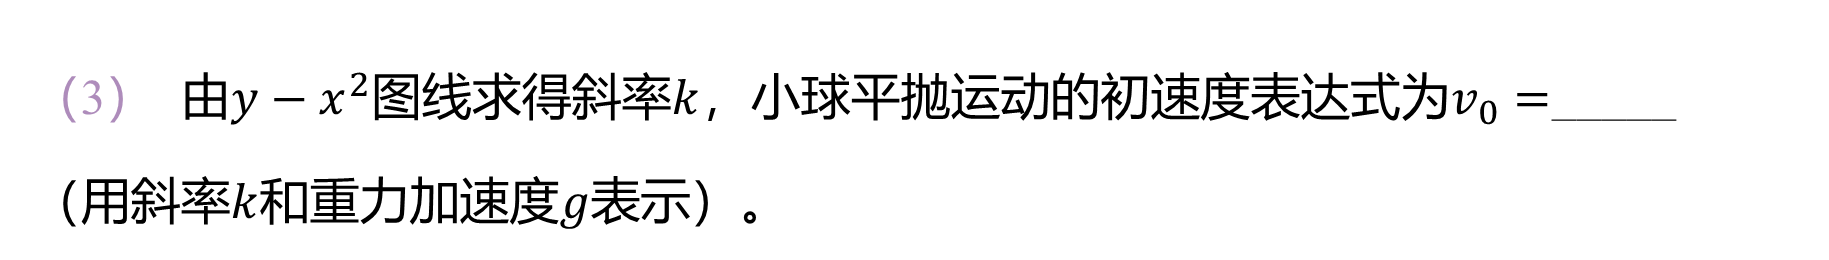 （3） 由y − x²图线求得斜率k，小球平抛运动的初速度表达式为v₀ =_____
（用斜率k和重力加速度g表示）。